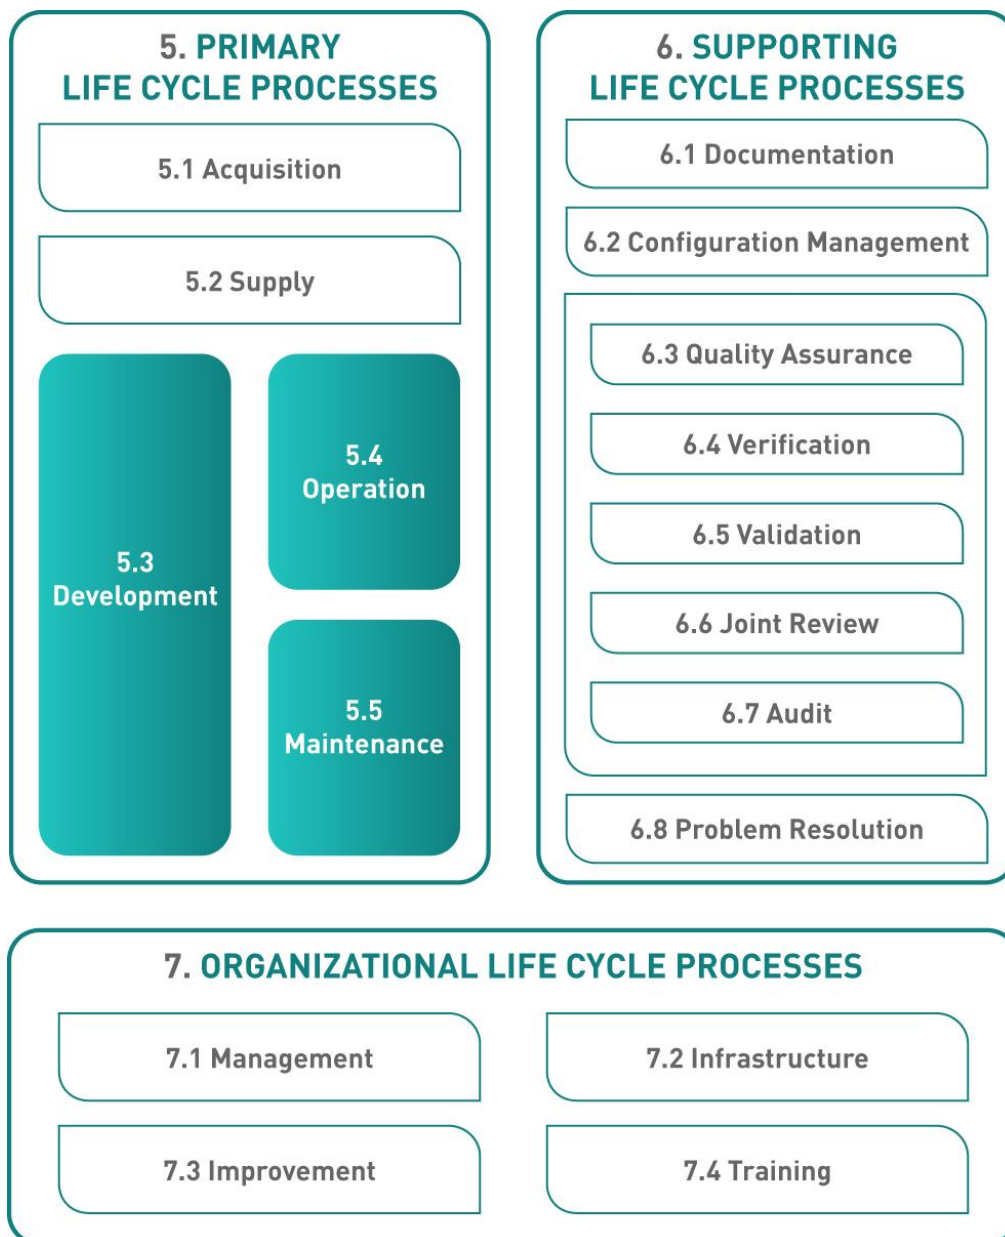 5. PRIMARY
LIFE CYCLE PROCESSES
5.1 Acquisition
5.2 Supply
5.3
Development
5.4
Operation
5.5
Maintenance
6. SUPPORTING
LIFE CYCLE PROCESSES
6.1 Documentation
6.2 Configuration Management
6.3 Quality Assurance
6.4 Verification
6.5 Validation
6.6 Joint Review
6.7 Audit
6.8 Problem Resolution
7. ORGANIZATIONAL LIFE CYCLE PROCESSES
7.1 Management
7.2 Infrastructure
7.3 Improvement
7.4 Training